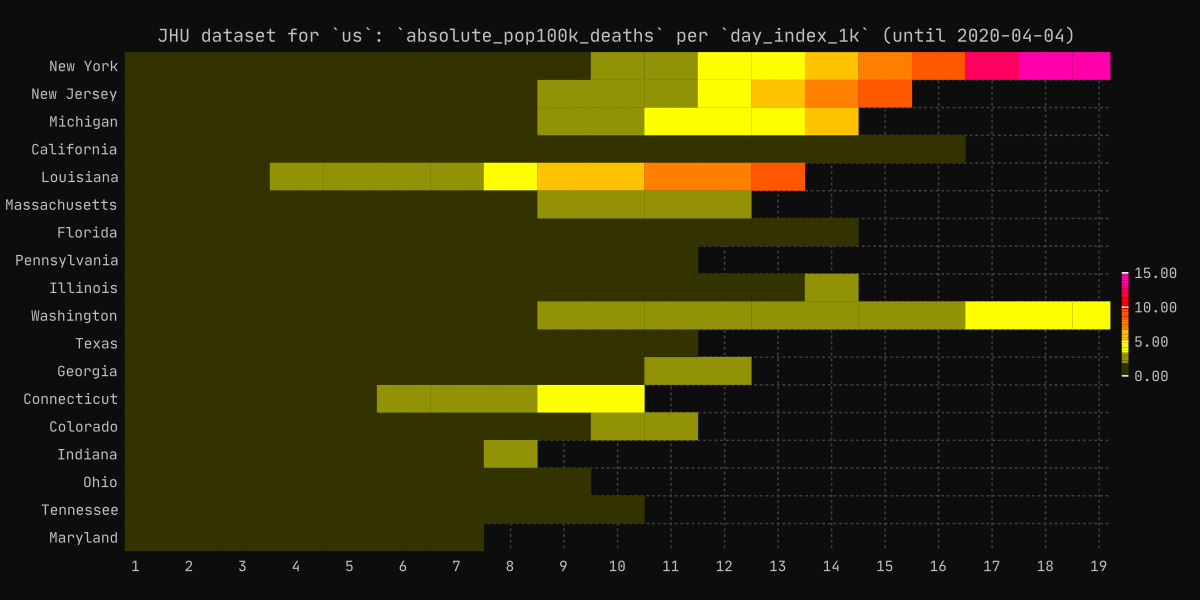 JHU dataset for `us`: `absolute_pop100k_deaths` per `day_index_1k` (until 2020-04-04)
New York
New Jersey
Michigan
California
Louisiana
Massachusetts
Florida
Pennsylvania
Illinois
Washington
Texas
Georgia
Connecticut
Colorado
Indiana
Ohio
Tennessee
Maryland
1 2 3 4 5 6 7 8 9 10 11 12 13 14 15 16 17 18 19
15.00
10.00
5.00
0.00